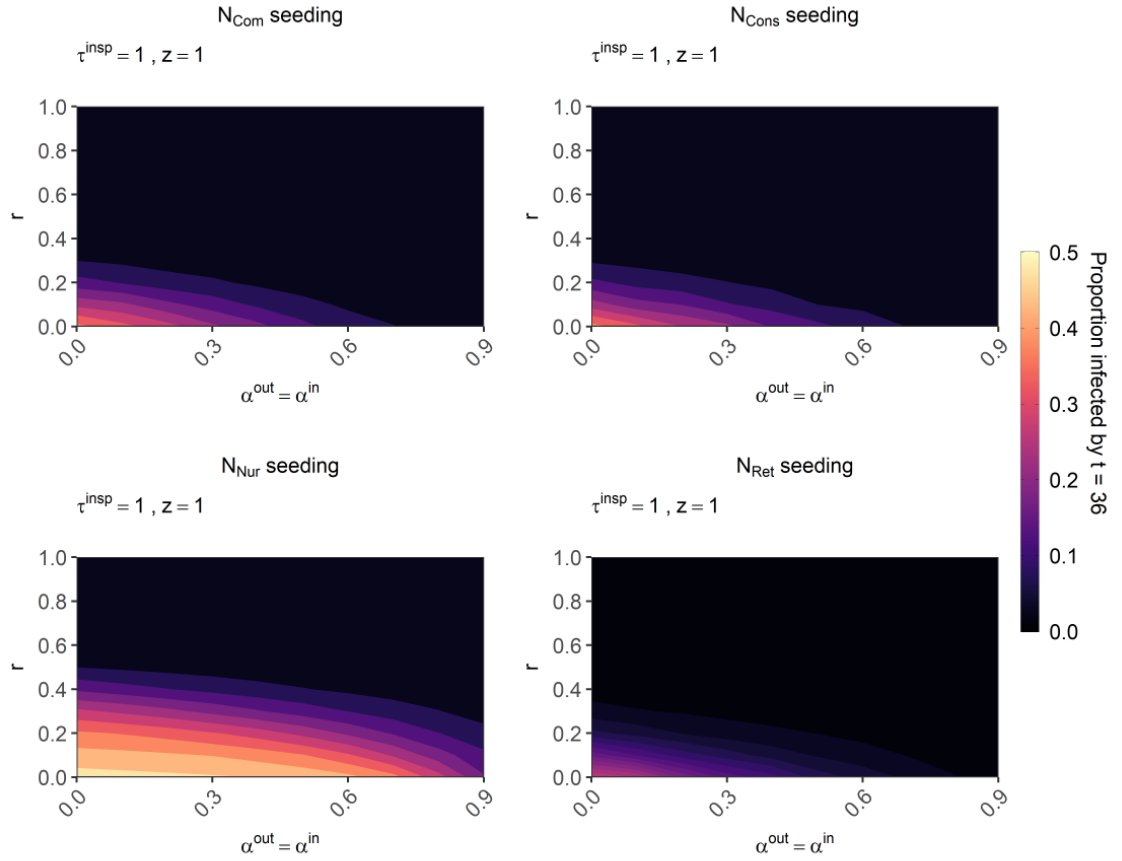 N_Com seeding
τ^insp = 1 , z = 1
1.0
0.8
0.6
0.4
0.2
0.0
r
0.0 0.3 0.6 0.9
α^out = α^in
N_Cons seeding
τ^insp = 1 , z = 1
1.0
0.8
0.6
0.4
0.2
0.0
r
0.0 0.3 0.6 0.9
α^out = α^in
N_Nur seeding
τ^insp = 1 , z = 1
1.0
0.8
0.6
0.4
0.2
0.0
r
0.0 0.3 0.6 0.9
α^out = α^in
N_Ret seeding
τ^insp = 1 , z = 1
1.0
0.8
0.6
0.4
0.2
0.0
r
0.0 0.3 0.6 0.9
α^out = α^in
0.5
0.4
0.3
0.2
0.1
0.0
Proportion infected by t = 36